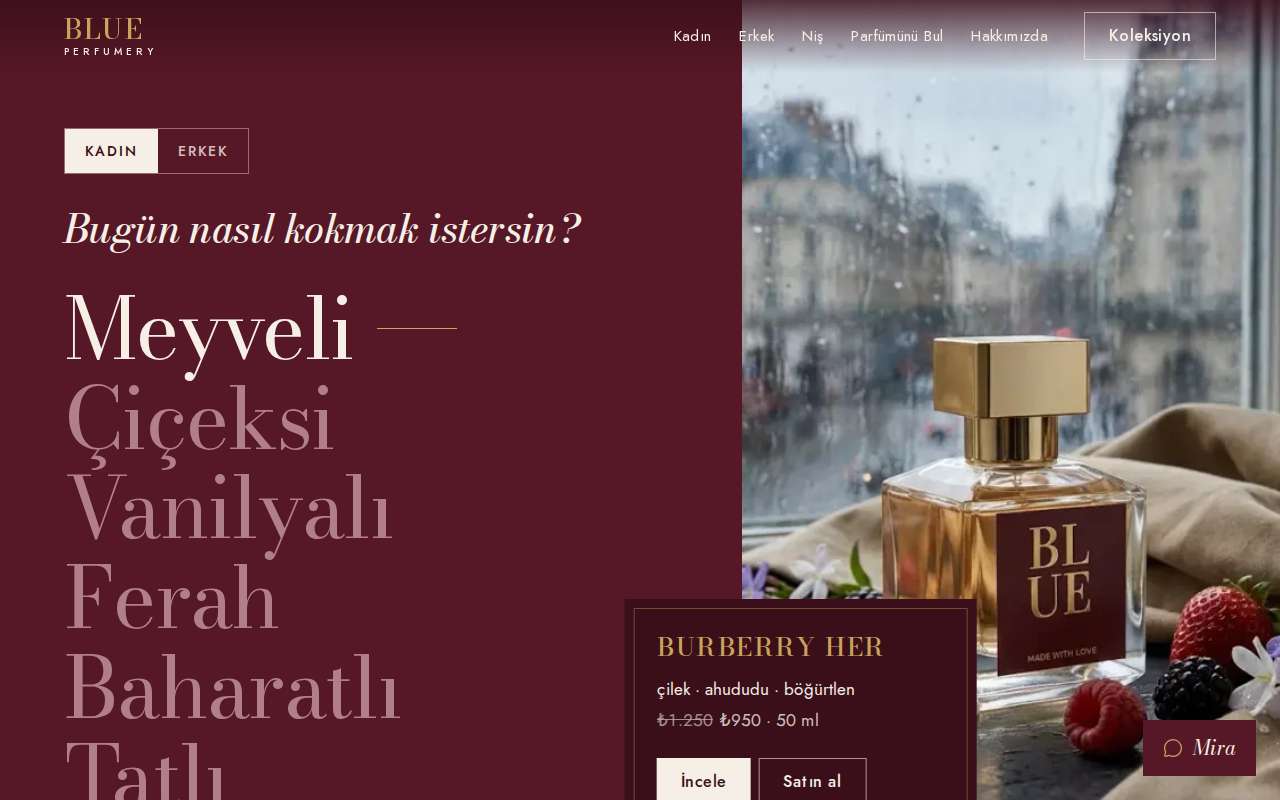 BLUE
PERFUMERY
Kadın
Erkek
Niş
Parfümünü Bul
Hakkımızda
Koleksiyon
KADIN
ERKEK
Bugün nasıl kokmak istersin?
Meyveli
Çiçeksi
Vanilyalı
Ferah
Baharatlı
Tatlı
BL
UE
MADE WITH LOVE
BURBERRY HER
çilek · ahududu · böğürtlen
₺1.250 ₺950 · 50 ml
İncele
Satın al
Mira